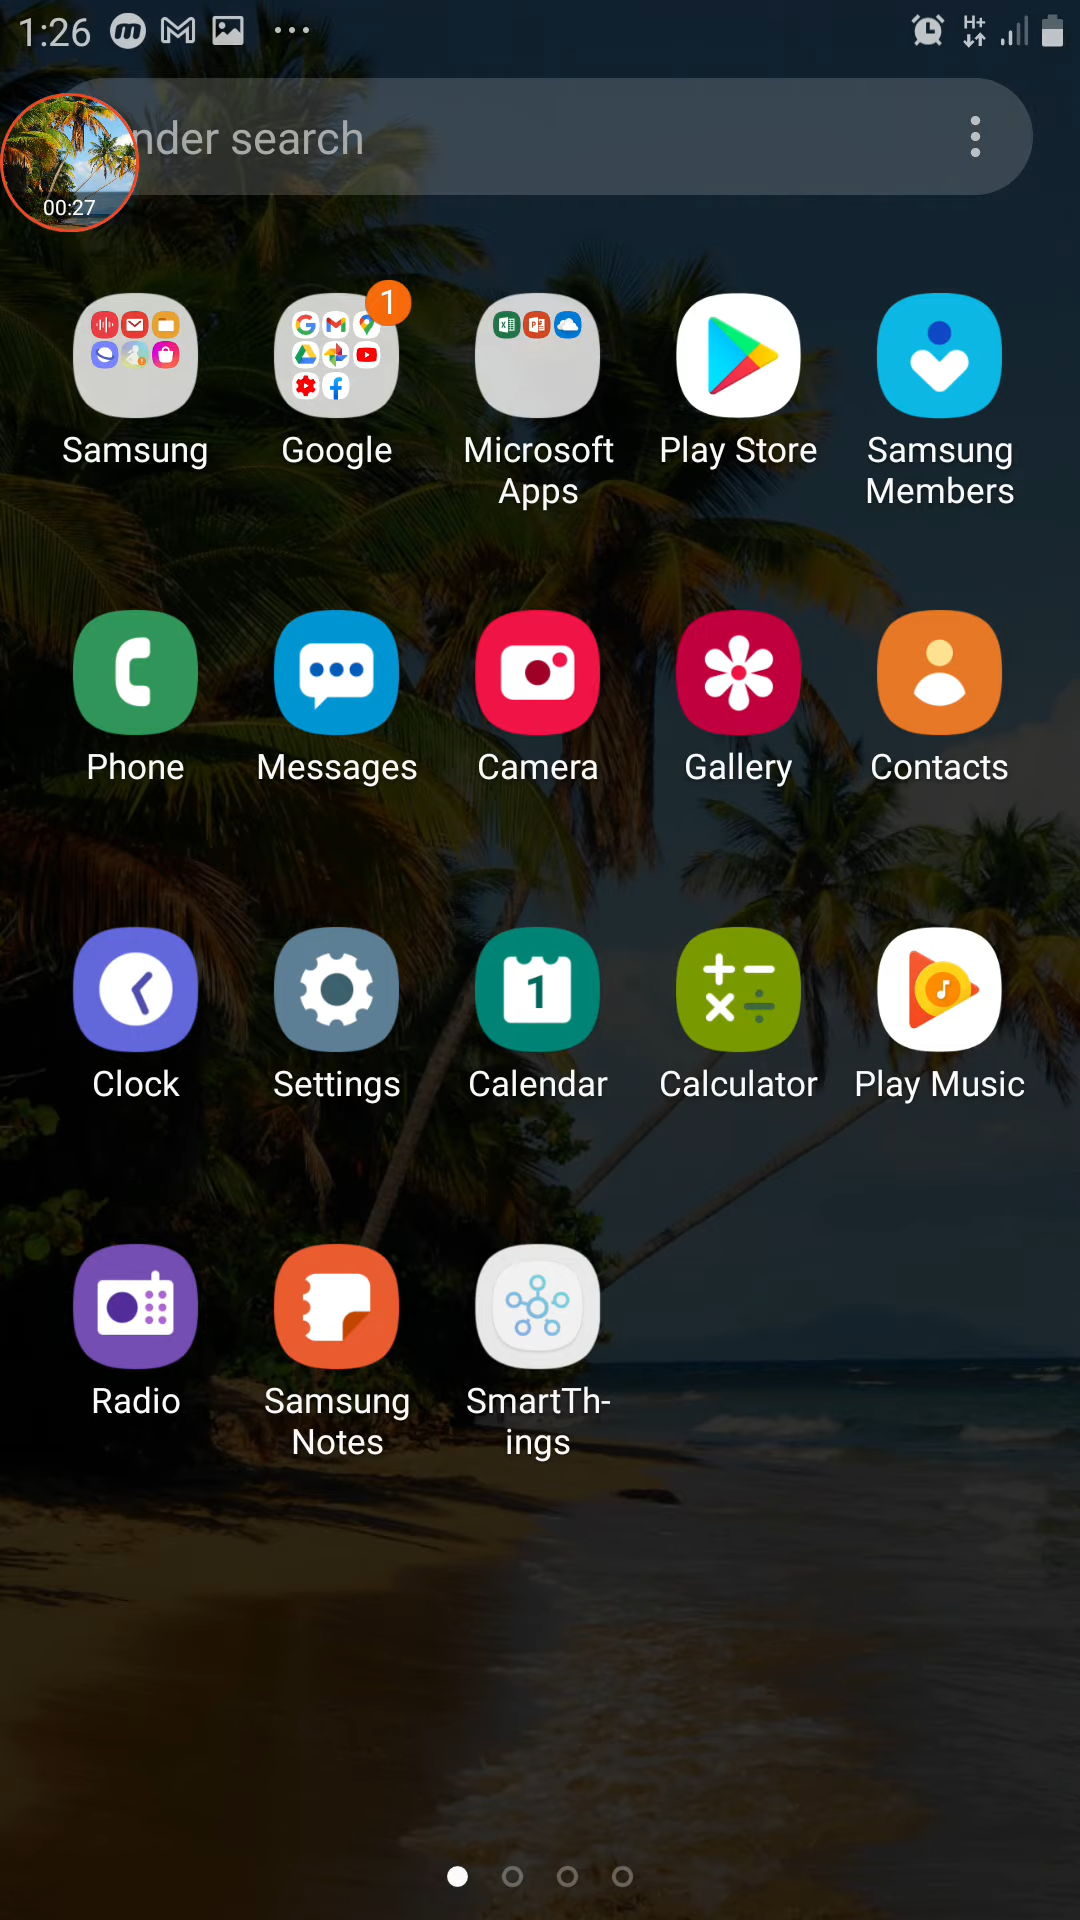 1:26
H+
nder search
00:27
1
Samsung
Google
Microsoft
Apps
Play Store
Samsung
Members
Phone
Messages
Camera
Gallery
Contacts
1
Clock
Settings
Calendar
Calculator
Play Music
Radio
Samsung
Notes
SmartTh-
ings